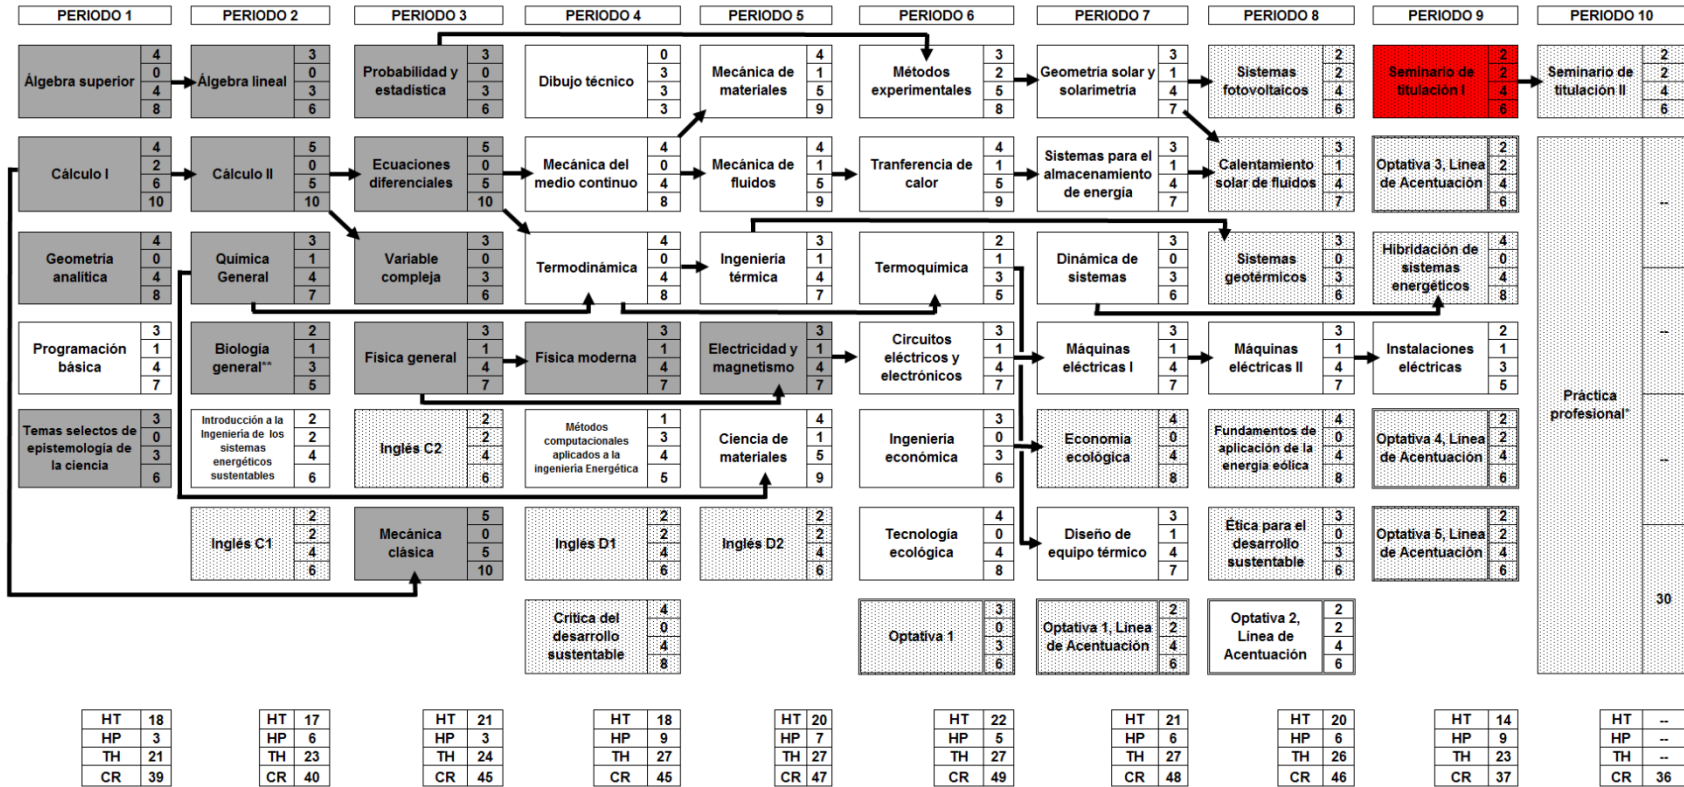 PERIODO 1
PERIODO 2
PERIODO 3
PERIODO 4
PERIODO 5
PERIODO 6
PERIODO 7
PERIODO 8
PERIODO 9
PERIODO 10
Álgebra superior
4
0
4
8
Álgebra lineal
3
0
3
6
Probabilidad y
estadística
3
0
3
6
Dibujo técnico
0
3
3
3
Mecánica de
materiales
4
1
5
9
Métodos
experimentales
3
2
5
8
Geometría solar y
solarimetría
3
1
4
7
Sistemas
fotovoltaicos
2
2
4
6
Seminario de
titulación I
2
2
4
6
Seminario de
titulación II
2
2
4
6
Cálculo I
4
2
6
10
Cálculo II
5
0
5
10
Ecuaciones
diferenciales
5
0
5
10
Mecánica del
medio continuo
4
0
4
8
Mecánica de
fluidos
4
1
5
9
Tranferencia de
calor
4
1
5
9
Sistemas para el
almacenamiento
de energía
3
1
4
7
Calentamiento
solar de fluidos
3
1
4
7
Optativa 3, Línea
de Acentuación
2
2
4
6
Geometría
analítica
4
0
4
8
Química
General
3
1
4
7
Variable
compleja
3
0
3
6
Termodinámica
4
0
4
8
Ingeniería
térmica
3
1
4
7
Termoquímica
2
1
3
5
Dinámica de
sistemas
3
0
3
6
Sistemas
geotérmicos
3
0
3
6
Hibridación de
sistemas
energéticos
4
0
4
8
Programación
básica
3
1
4
7
Biología
general**
2
1
3
5
Física general
3
1
4
7
Física moderna
3
1
4
7
Electricidad y
magnetismo
3
1
4
7
Circuitos
eléctricos y
electrónicos
3
1
4
7
Máquinas
eléctricas I
3
1
4
7
Máquinas
eléctricas II
3
1
4
7
Instalaciones
eléctricas
2
1
3
5
Práctica
profesional*
--
--
--
30
Temas selectos de
epistemología de
la ciencia
3
0
3
6
Introducción a la
Ingeniería de los
sistemas
energéticos
sustentables
2
2
4
6
Inglés C2
2
2
4
6
Métodos
computacionales
aplicados a la
ingeniería Energética
1
3
4
5
Ciencia de
materiales
4
1
5
9
Ingeniería
económica
3
0
3
6
Economía
ecológica
4
0
4
8
Fundamentos de
aplicación de la
energía eólica
4
0
4
8
Optativa 4, Línea
de Acentuación
2
2
4
6
Inglés C1
2
2
4
6
Mecánica
clásica
5
0
5
10
Inglés D1
2
2
4
6
Inglés D2
2
2
4
6
Tecnología
ecológica
4
0
4
8
Diseño de
equipo térmico
3
1
4
7
Ética para el
desarrollo
sustentable
3
0
3
6
Optativa 5, Línea
de Acentuación
2
2
4
6
Crítica del
desarrollo
sustentable
4
0
4
8
Optativa 1
3
0
3
6
Optativa 1, Línea
de Acentuación
2
2
4
6
Optativa 2,
Línea de
Acentuación
2
2
4
6
HT 18
HP 3
TH 21
CR 39
HT 17
HP 6
TH 23
CR 40
HT 21
HP 3
TH 24
CR 45
HT 18
HP 9
TH 27
CR 45
HT 20
HP 7
TH 27
CR 47
HT 22
HP 5
TH 27
CR 49
HT 21
HP 6
TH 27
CR 48
HT 20
HP 6
TH 26
CR 46
HT 14
HP 9
TH 23
CR 37
HT --
HP --
TH --
CR 36